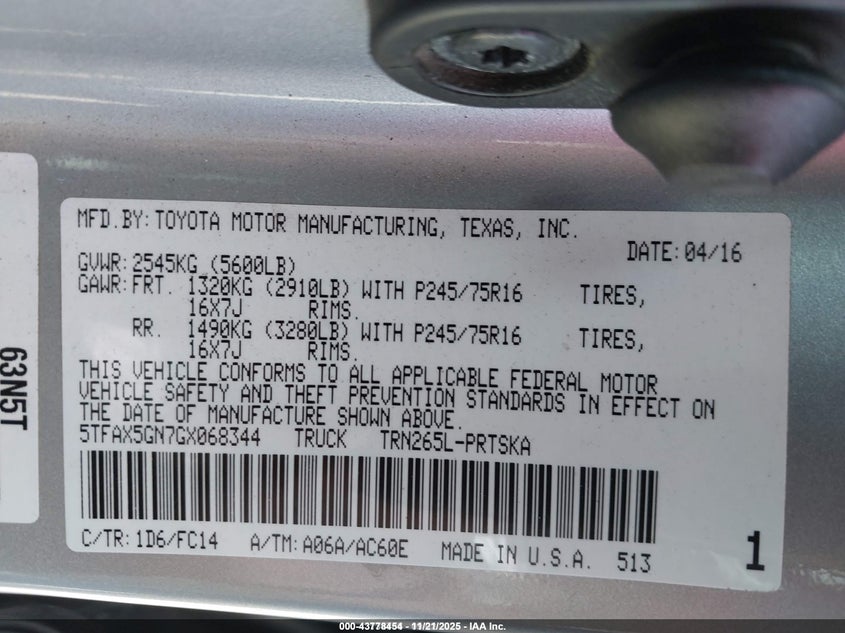 MFD.BY:TOYOTA MOTOR MANUFACTURING, TEXAS, INC.
DATE:04/16
GVWR:2545KG (5600LB)
GAWR:FRT. 1320KG (2910LB) WITH P245/75R16 TIRES,
16X7J RIMS.
RR. 1490KG (3280LB) WITH P245/75R16 TIRES,
16X7J RIMS.
THIS VEHICLE CONFORMS TO ALL APPLICABLE FEDERAL MOTOR
VEHICLE SAFETY AND THEFT PREVENTION STANDARDS IN EFFECT ON
THE DATE OF MANUFACTURE SHOWN ABOVE.
5TFAX5GN7GX068344 TRUCK TRN265L-PRTSKA
C/TR:1D6/FC14 A/TM:A06A/AC60E MADE IN U.S.A. 513
1
63N5T
000-43778454 - 11/21/2025 - IAA Inc.